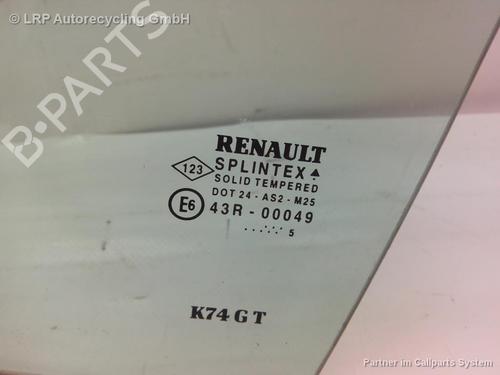 LRP Autorecycling GmbH
B-PARTS
RENAULT
123 SPLINTEX
SOLID TEMPERED
DOT 24 - AS2 - M25
E6 43R - 00049
5
K74 G T
Partner im Callparts System